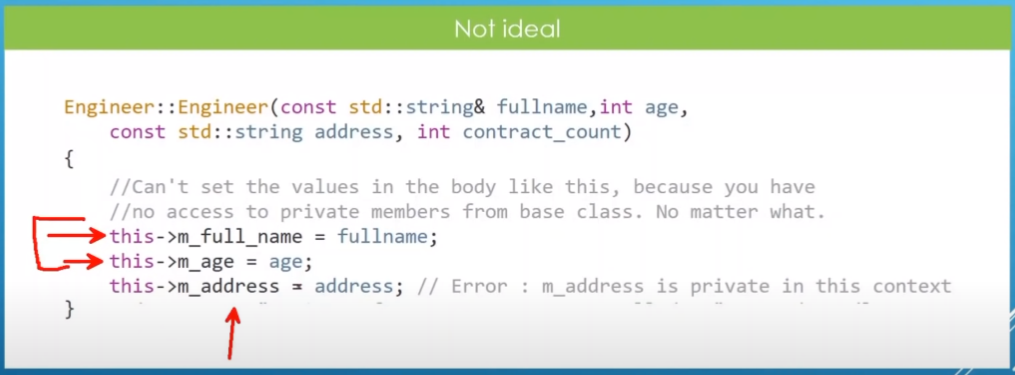 Not ideal
Engineer::Engineer(const std::string& fullname,int age,
const std::string address, int contract_count)
{
//Can't set the values in the body like this, because you have
//no access to private members from base class. No matter what.
this->m_full_name = fullname;
this->m_age = age;
this->m_address = address; // Error : m_address is private in this context
}